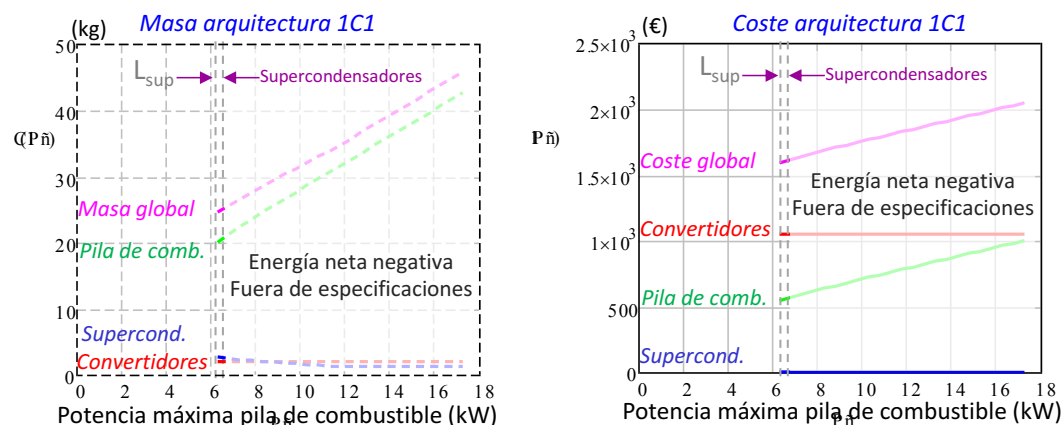 Masa arquitectura 1C1
(kg)
50
40
30
20
10
0
L sup
Supercondensadores
Masa global
Pila de comb.
Energía neta negativa
Fuera de especificaciones
Supercond.
Convertidores
0 2 4 6 8 10 12 14 16 18
Potencia máxima pila de combustible (kW)
Coste arquitectura 1C1
(€)
2.5×10³
2×10³
1.5×10³
1×10³
500
0
L sup
Supercondensadores
Coste global
Energía neta negativa
Fuera de especificaciones
Convertidores
Pila de comb.
Supercond.
0 2 4 6 8 10 12 14 16 18
Potencia máxima pila de combustible (kW)